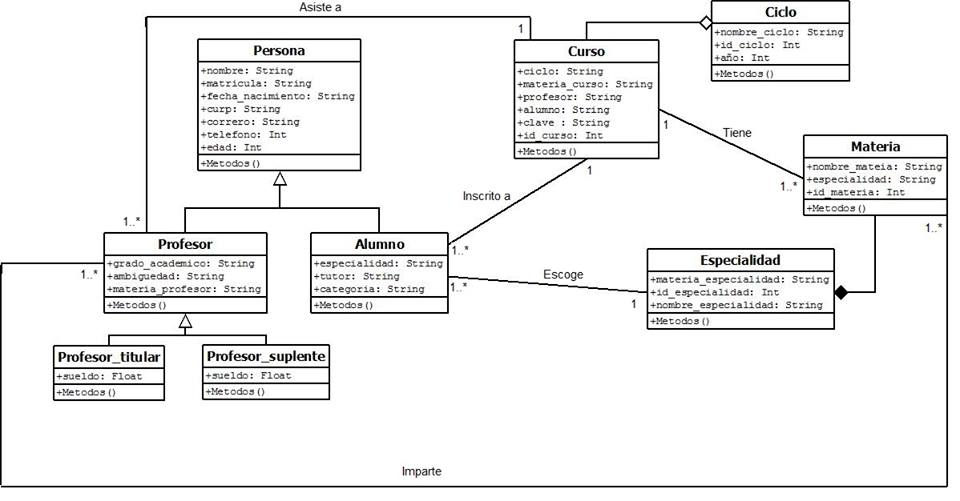 Asiste a
1
Ciclo
+nombre_ciclo: String
+id_ciclo: Int
+año: Int
+Metodos()
Persona
+nombre: String
+matricula: String
+fecha_nacimiento: String
+curp: String
+correro: String
+telefono: Int
+edad: Int
+Metodos()
Curso
+ciclo: String
+materia_curso: String
+profesor: String
+alumno: String
+clave : String
+id_curso: Int
+Metodos()
1
Tiene
1..*
Materia
+nombre_mateia: String
+especialidad: String
+id_materia: Int
+Metodos()
1
Inscrito a
1..*
1..*
1..*
Profesor
+grado_academico: String
+ambiguedad: String
+materia_profesor: String
+Metodos()
1..*
Alumno
+especialidad: String
+tutor: String
+categoria: String
+Metodos()
1..*
Escoge
1
Especialidad
+materia_especialidad: String
+id_especialidad: Int
+nombre_especialidad: String
+Metodos()
Profesor_titular
+sueldo: Float
+Metodos()
Profesor_suplente
+sueldo: Float
+Metodos()
Imparte